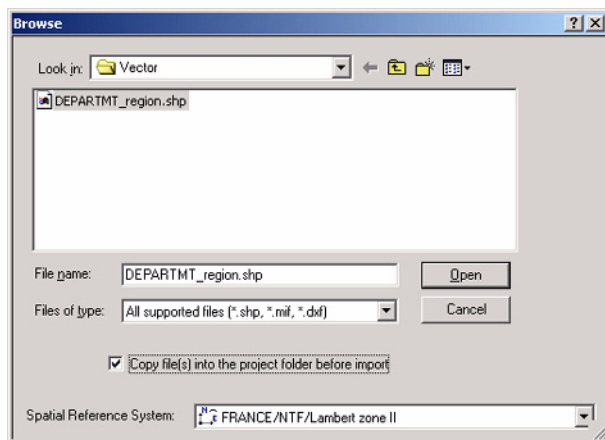 Browse
Look in: Vector
DEPARTMT_region.shp
File name: DEPARTMT_region.shp
Open
Files of type: All supported files (*.shp, *.mif, *.dxf)
Cancel
Copy file(s) into the project folder before import
Spatial Reference System: FRANCE/NTF/Lambert zone II